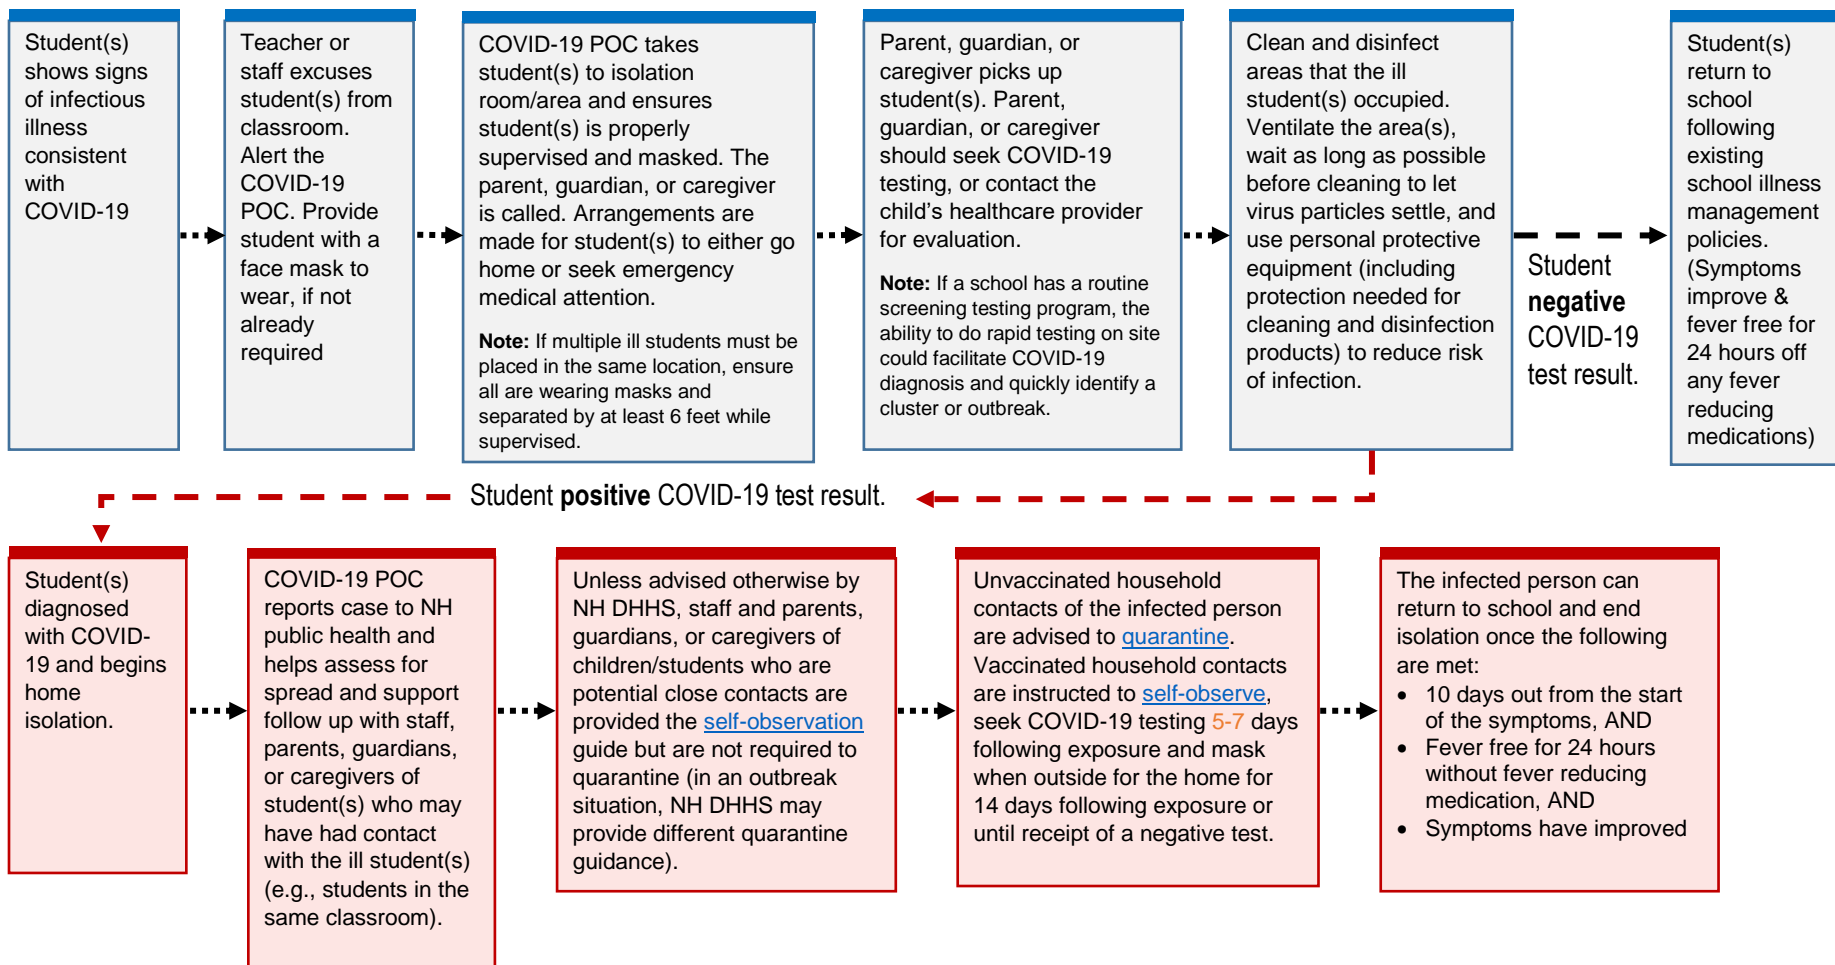 Student(s)
shows signs
of infectious
illness
consistent
with
COVID-19
Teacher or
staff excuses
student(s) from
classroom.
Alert the
COVID-19
POC. Provide
student with a
face mask to
wear, if not
already
required
COVID-19 POC takes
student(s) to isolation
room/area and ensures
student(s) is properly
supervised and masked. The
parent, guardian, or caregiver
is called. Arrangements are
made for student(s) to either go
home or seek emergency
medical attention.
Note: If multiple ill students must be
placed in the same location, ensure
all are wearing masks and
separated by at least 6 feet while
supervised.
Parent, guardian, or
caregiver picks up
student(s). Parent,
guardian, or caregiver
should seek COVID-19
testing, or contact the
child's healthcare provider
for evaluation.
Note: If a school has a routine
screening testing program, the
ability to do rapid testing on site
could facilitate COVID-19
diagnosis and quickly identify a
cluster or outbreak.
Clean and disinfect
areas that the ill
student(s) occupied.
Ventilate the area(s),
wait as long as possible
before cleaning to let
virus particles settle, and
use personal protective
equipment (including
protection needed for
cleaning and disinfection
products) to reduce risk
of infection.
Student
negative
COVID-19
test result.
Student(s)
return to
school
following
existing
school illness
management
policies.
(Symptoms
improve &
fever free for
24 hours off
any fever
reducing
medications)
Student positive COVID-19 test result.
Student(s)
diagnosed
with COVID-
19 and begins
home
isolation.
COVID-19 POC
reports case to NH
public health and
helps assess for
spread and support
follow up with staff,
parents, guardians,
or caregivers of
student(s) who may
have had contact
with the ill student(s)
(e.g., students in the
same classroom).
Unless advised otherwise by
NH DHHS, staff and parents,
guardians, or caregivers of
children/students who are
potential close contacts are
provided the self-observation
guide but are not required to
quarantine (in an outbreak
situation, NH DHHS may
provide different quarantine
guidance).
Unvaccinated household
contacts of the infected person
are advised to quarantine.
Vaccinated household contacts
are instructed to self-observe,
seek COVID-19 testing 5-7 days
following exposure and mask
when outside for the home for
14 days following exposure or
until receipt of a negative test.
The infected person can
return to school and end
isolation once the following
are met:
• 10 days out from the start
of the symptoms, AND
• Fever free for 24 hours
without fever reducing
medication, AND
• Symptoms have improved